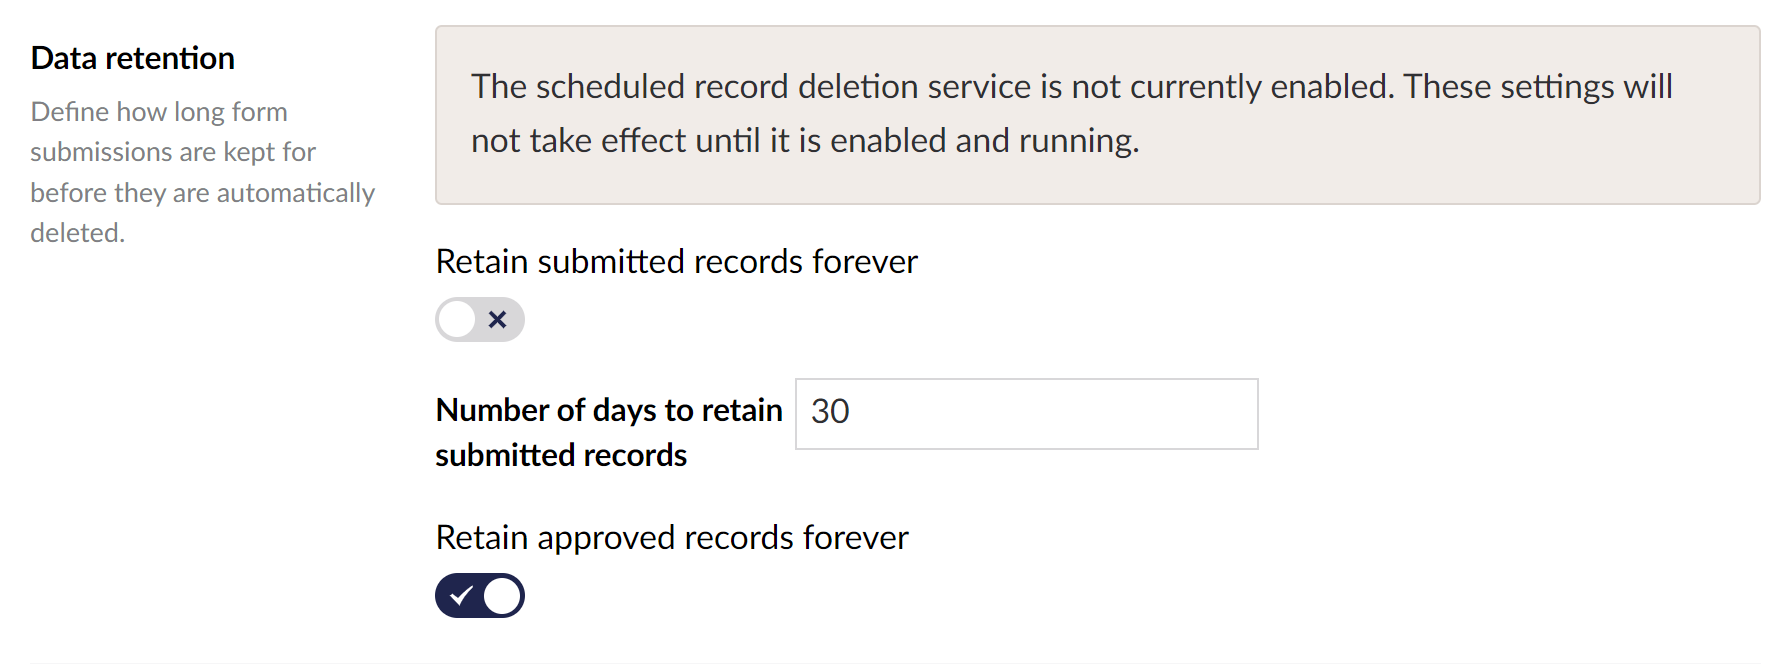 Data retention
Define how long form
submissions are kept for
before they are automatically
deleted.
The scheduled record deletion service is not currently enabled. These settings will
not take effect until it is enabled and running.
Retain submitted records forever
Number of days to retain
submitted records
30
Retain approved records forever